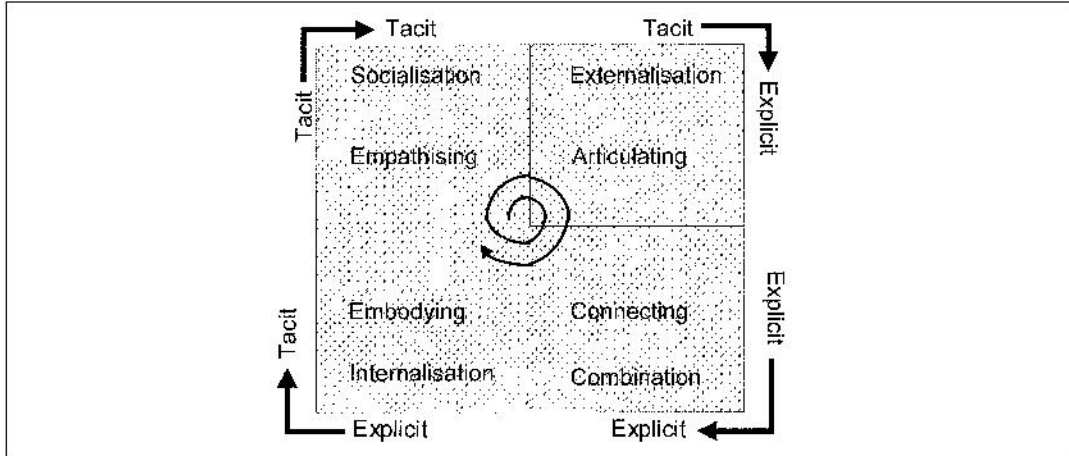 Tacit
Tacit
Tacit
Explicit
Socialisation
Externalisation
Empathising
Articulating
Embodying
Connecting
Internalisation
Combination
Tacit
Explicit
Explicit
Explicit